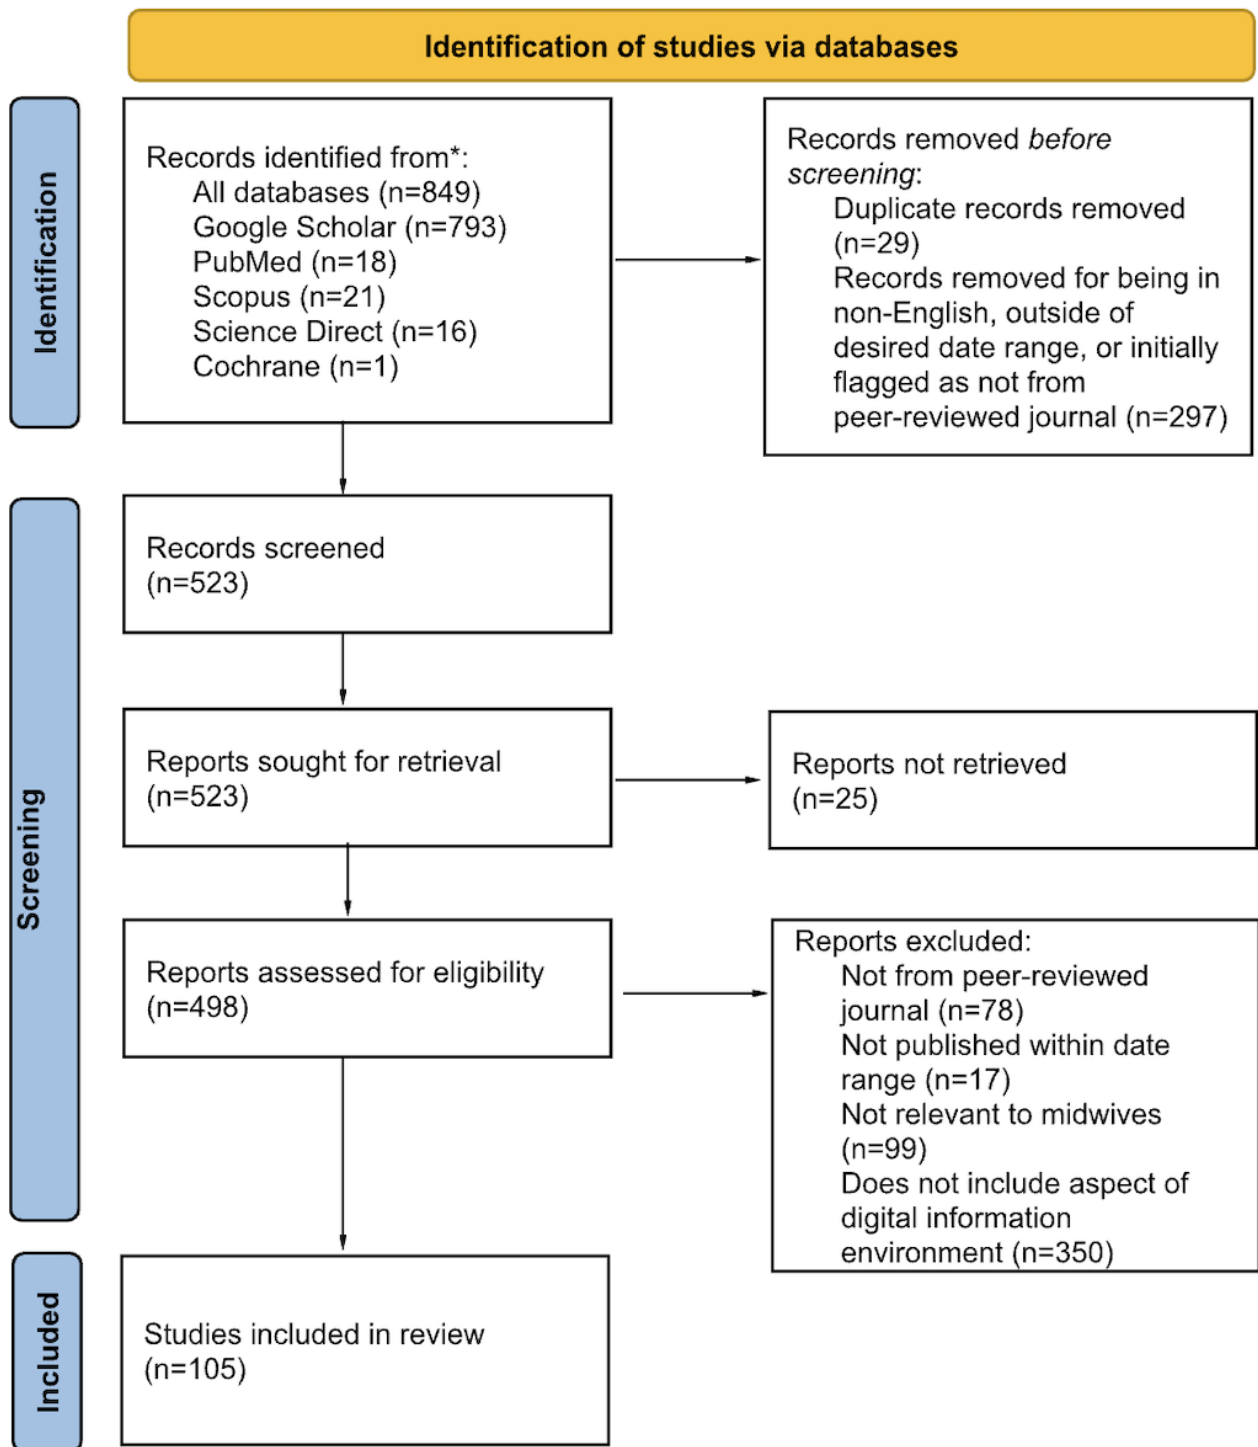 Identification of studies via databases
Identification
Records identified from*:
All databases (n=849)
Google Scholar (n=793)
PubMed (n=18)
Scopus (n=21)
Science Direct (n=16)
Cochrane (n=1)
Records removed before
screening:
Duplicate records removed
(n=29)
Records removed for being in
non-English, outside of
desired date range, or initially
flagged as not from
peer-reviewed journal (n=297)
Screening
Records screened
(n=523)
Reports sought for retrieval
(n=523)
Reports not retrieved
(n=25)
Reports assessed for eligibility
(n=498)
Reports excluded:
Not from peer-reviewed
journal (n=78)
Not published within date
range (n=17)
Not relevant to midwives
(n=99)
Does not include aspect of
digital information
environment (n=350)
Included
Studies included in review
(n=105)